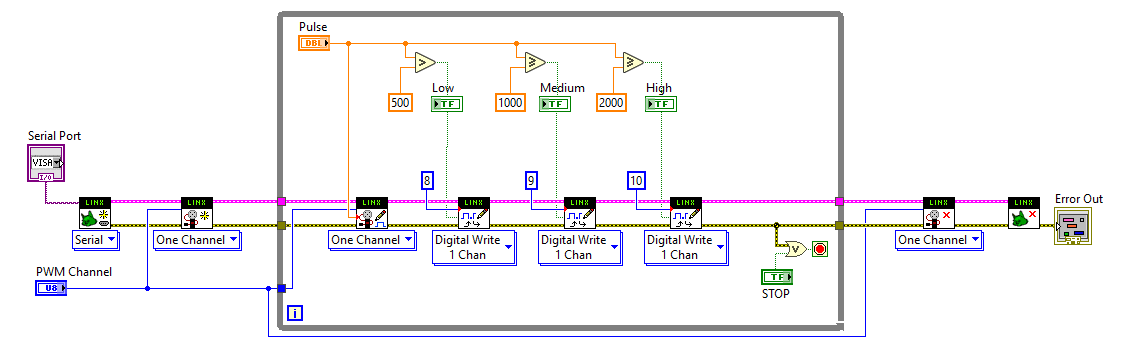 Pulse
DBL
>
≥
≥
Low
Medium
High
500
TF
1000
TF
2000
TF
Serial Port
VISA
I/O
8
9
10
LINX
LINX
LINX
LINX
LINX
LINX
LINX
LINX
Error Out
Serial
One Channel
One Channel
Digital Write
1 Chan
Digital Write
1 Chan
Digital Write
1 Chan
One Channel
V
PWM Channel
U8
TF
STOP
i